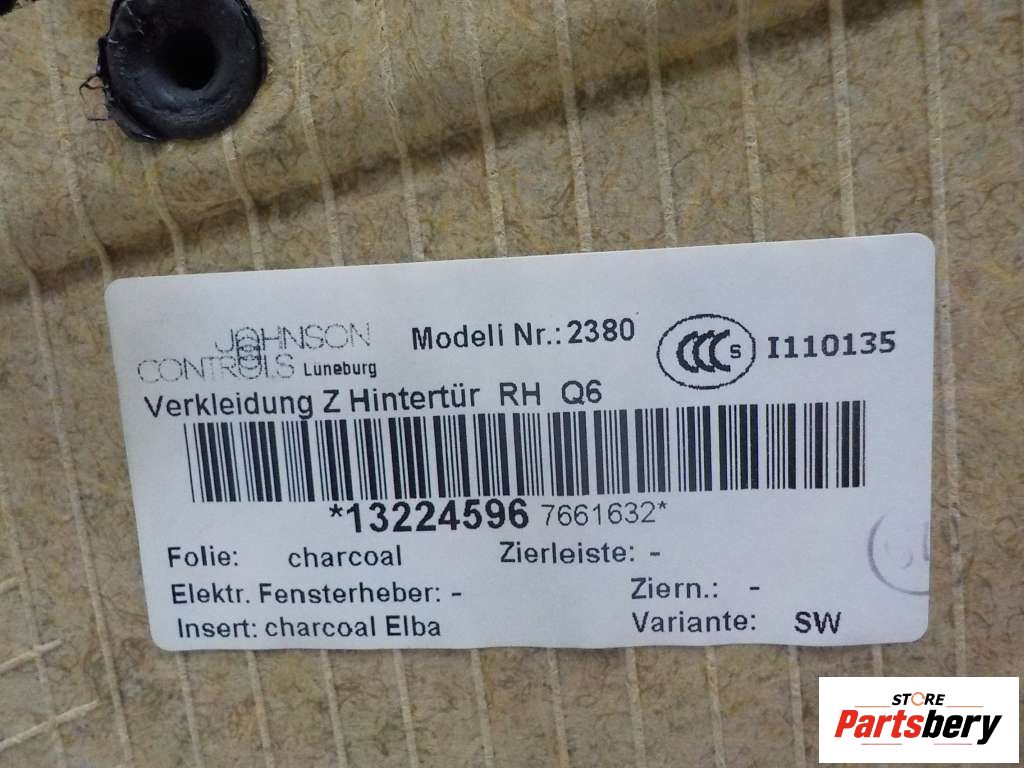 JOHNSON
CONTROLS Lüneburg
Modell Nr.: 2380
CCC S I110135
Verkleidung Z Hintertür RH Q6
*13224596 7661632*
Folie: charcoal Zierleiste: -
Elektr. Fensterheber: - Ziern.: -
Insert: charcoal Elba Variante: SW
STORE
Partsbery